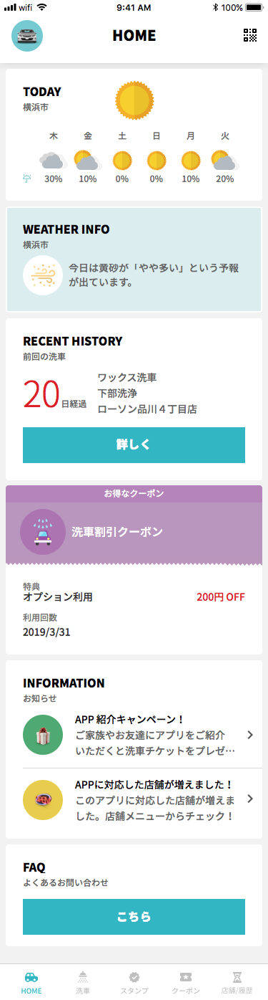 wifi 9:41 AM 100%
HOME
TODAY
横浜市
木 金 土 日 月 火
30% 10% 0% 0% 10% 20%
WEATHER INFO
横浜市
今日は黄砂が「やや多い」という予報
が出ています。
RECENT HISTORY
前回の洗車
20日経過
ワックス洗車
下部洗浄
ローソン品川４丁目店
詳しく
お得なクーポン
洗車割引クーポン
特典
オプション利用 200円 OFF
利用回数
2019/3/31
INFORMATION
お知らせ
APP 紹介キャンペーン！
ご家族やお友達にアプリをご紹介
いただくと洗車チケットをプレゼ…
APPに対応した店舗が増えました！
このアプリに対応した店舗が増えま
した。店舗メニューからチェック！
FAQ
よくあるお問い合わせ
こちら
HOME 洗車 スタンプ クーポン 店舗/履歴